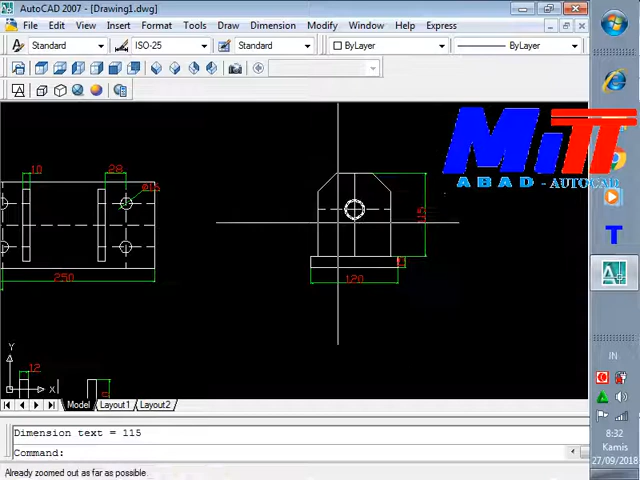 AutoCAD 2007 - [Drawing1.dwg]
File Edit View Insert Format Tools Draw Dimension Modify Window Help Express
Standard ISO-25 Standard ByLayer ByLayer
MiTT
ABAD - AUTOCAD
10 28
Ø15
250
115
120
12
Y
X
T
IN
Model Layout1 Layout2
Dimension text = 115
Command:
Already zoomed out as far as possible.
8:32
Kamis
27/09/2018